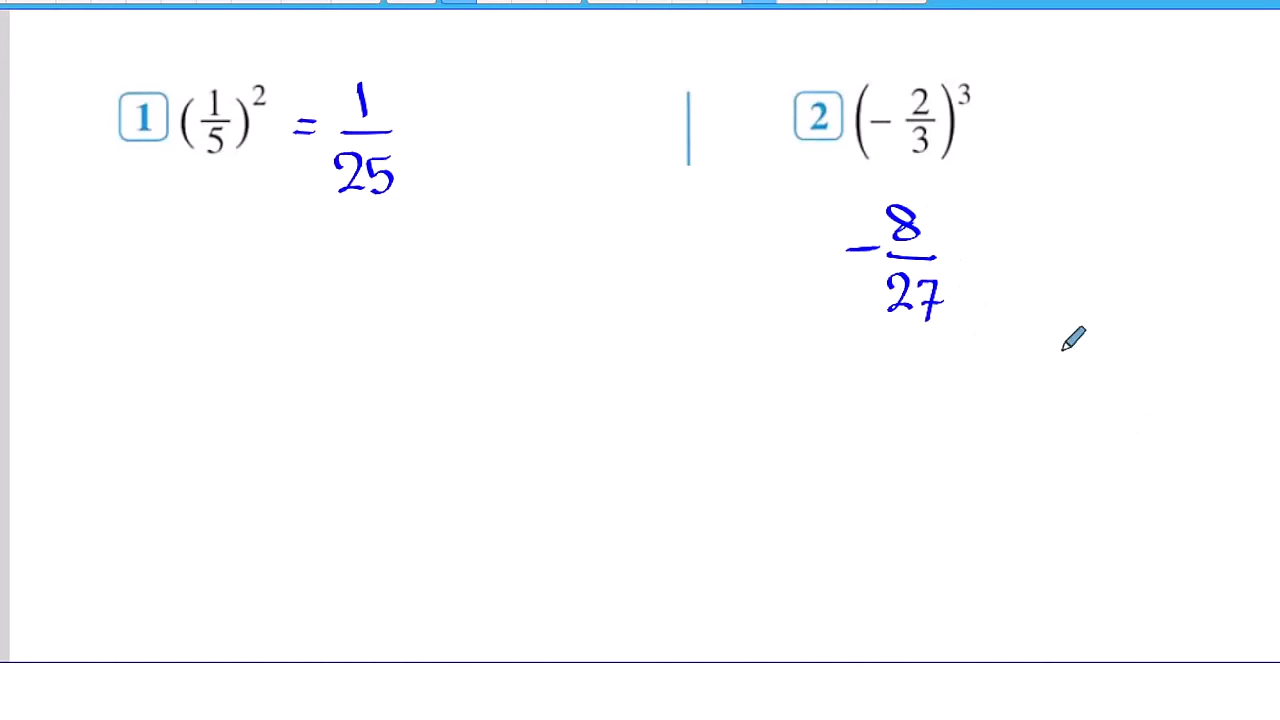 1 (1/5)² = 1/25
2 (- 2/3)³
- 8/27